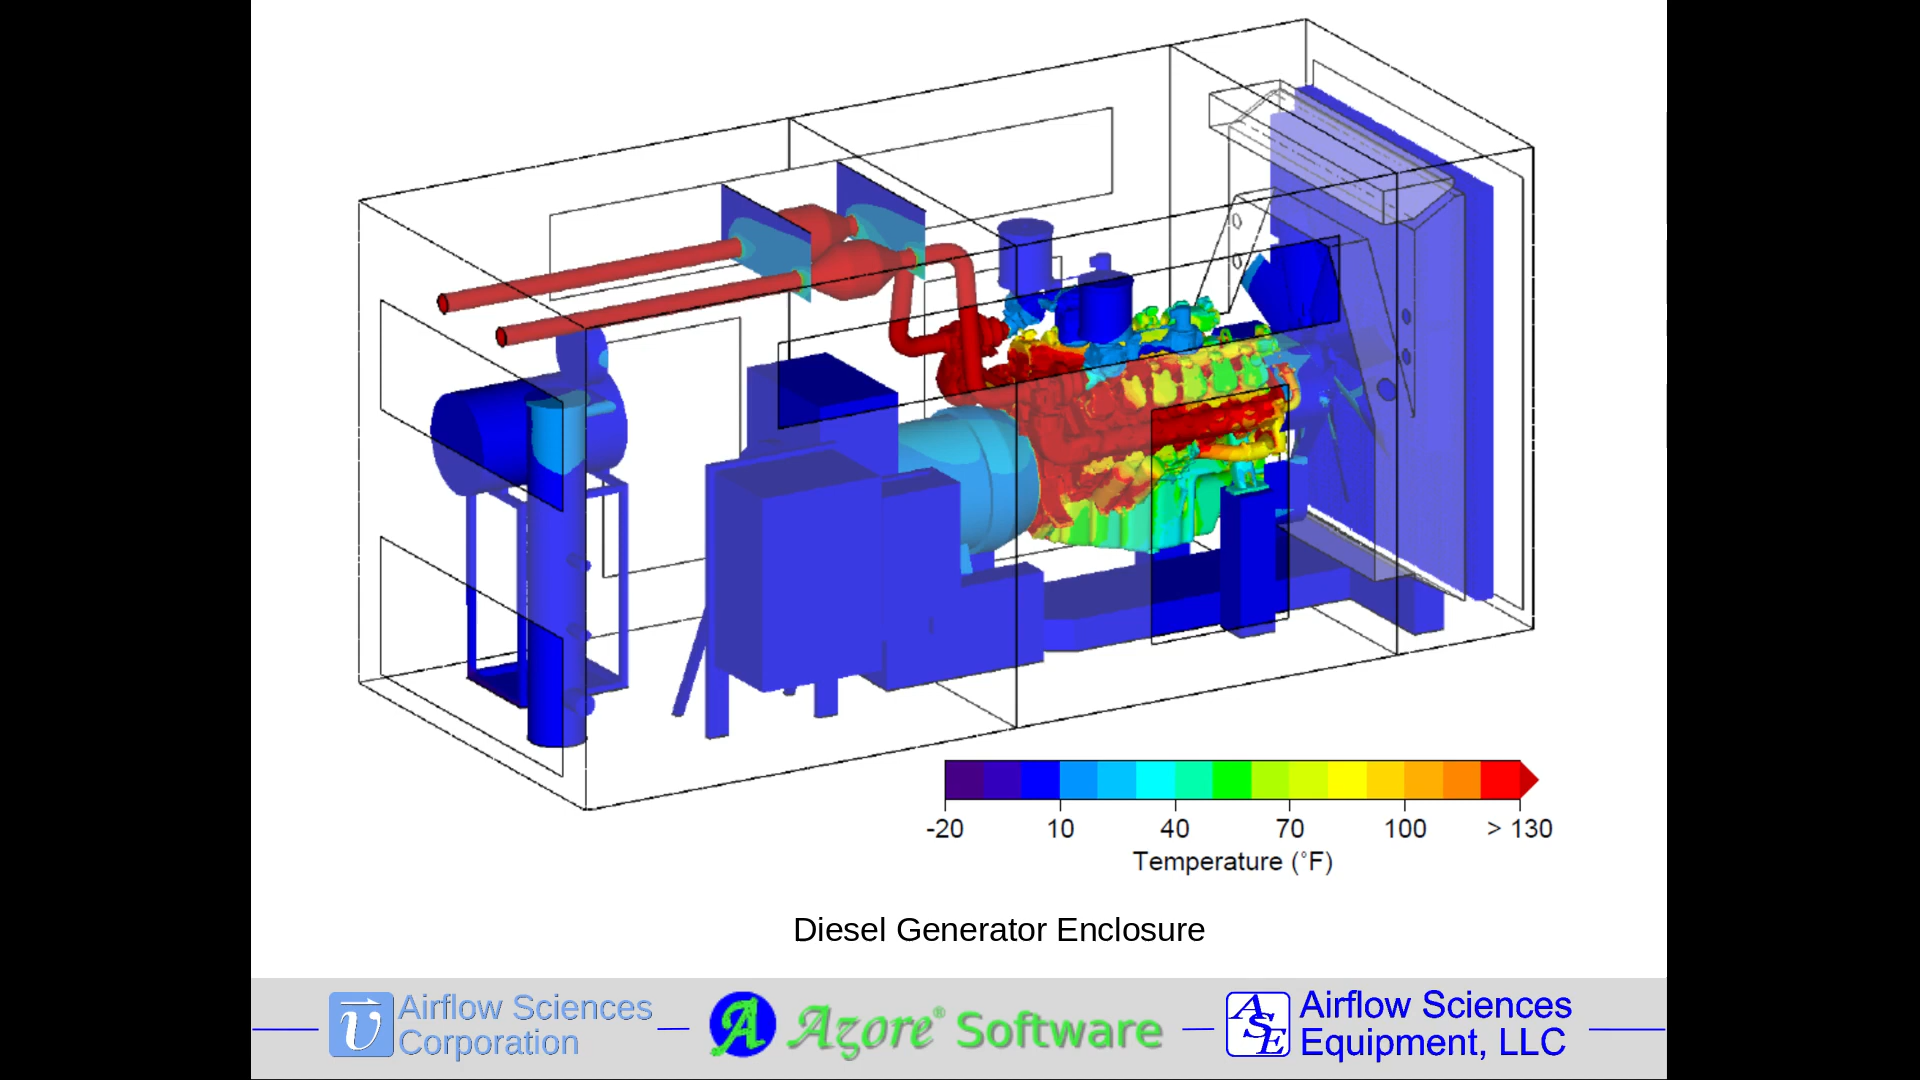 -20 10 40 70 100 > 130
Temperature (°F)
Diesel Generator Enclosure
υ Airflow Sciences
Corporation
A Azore® Software
ASE Airflow Sciences
Equipment, LLC